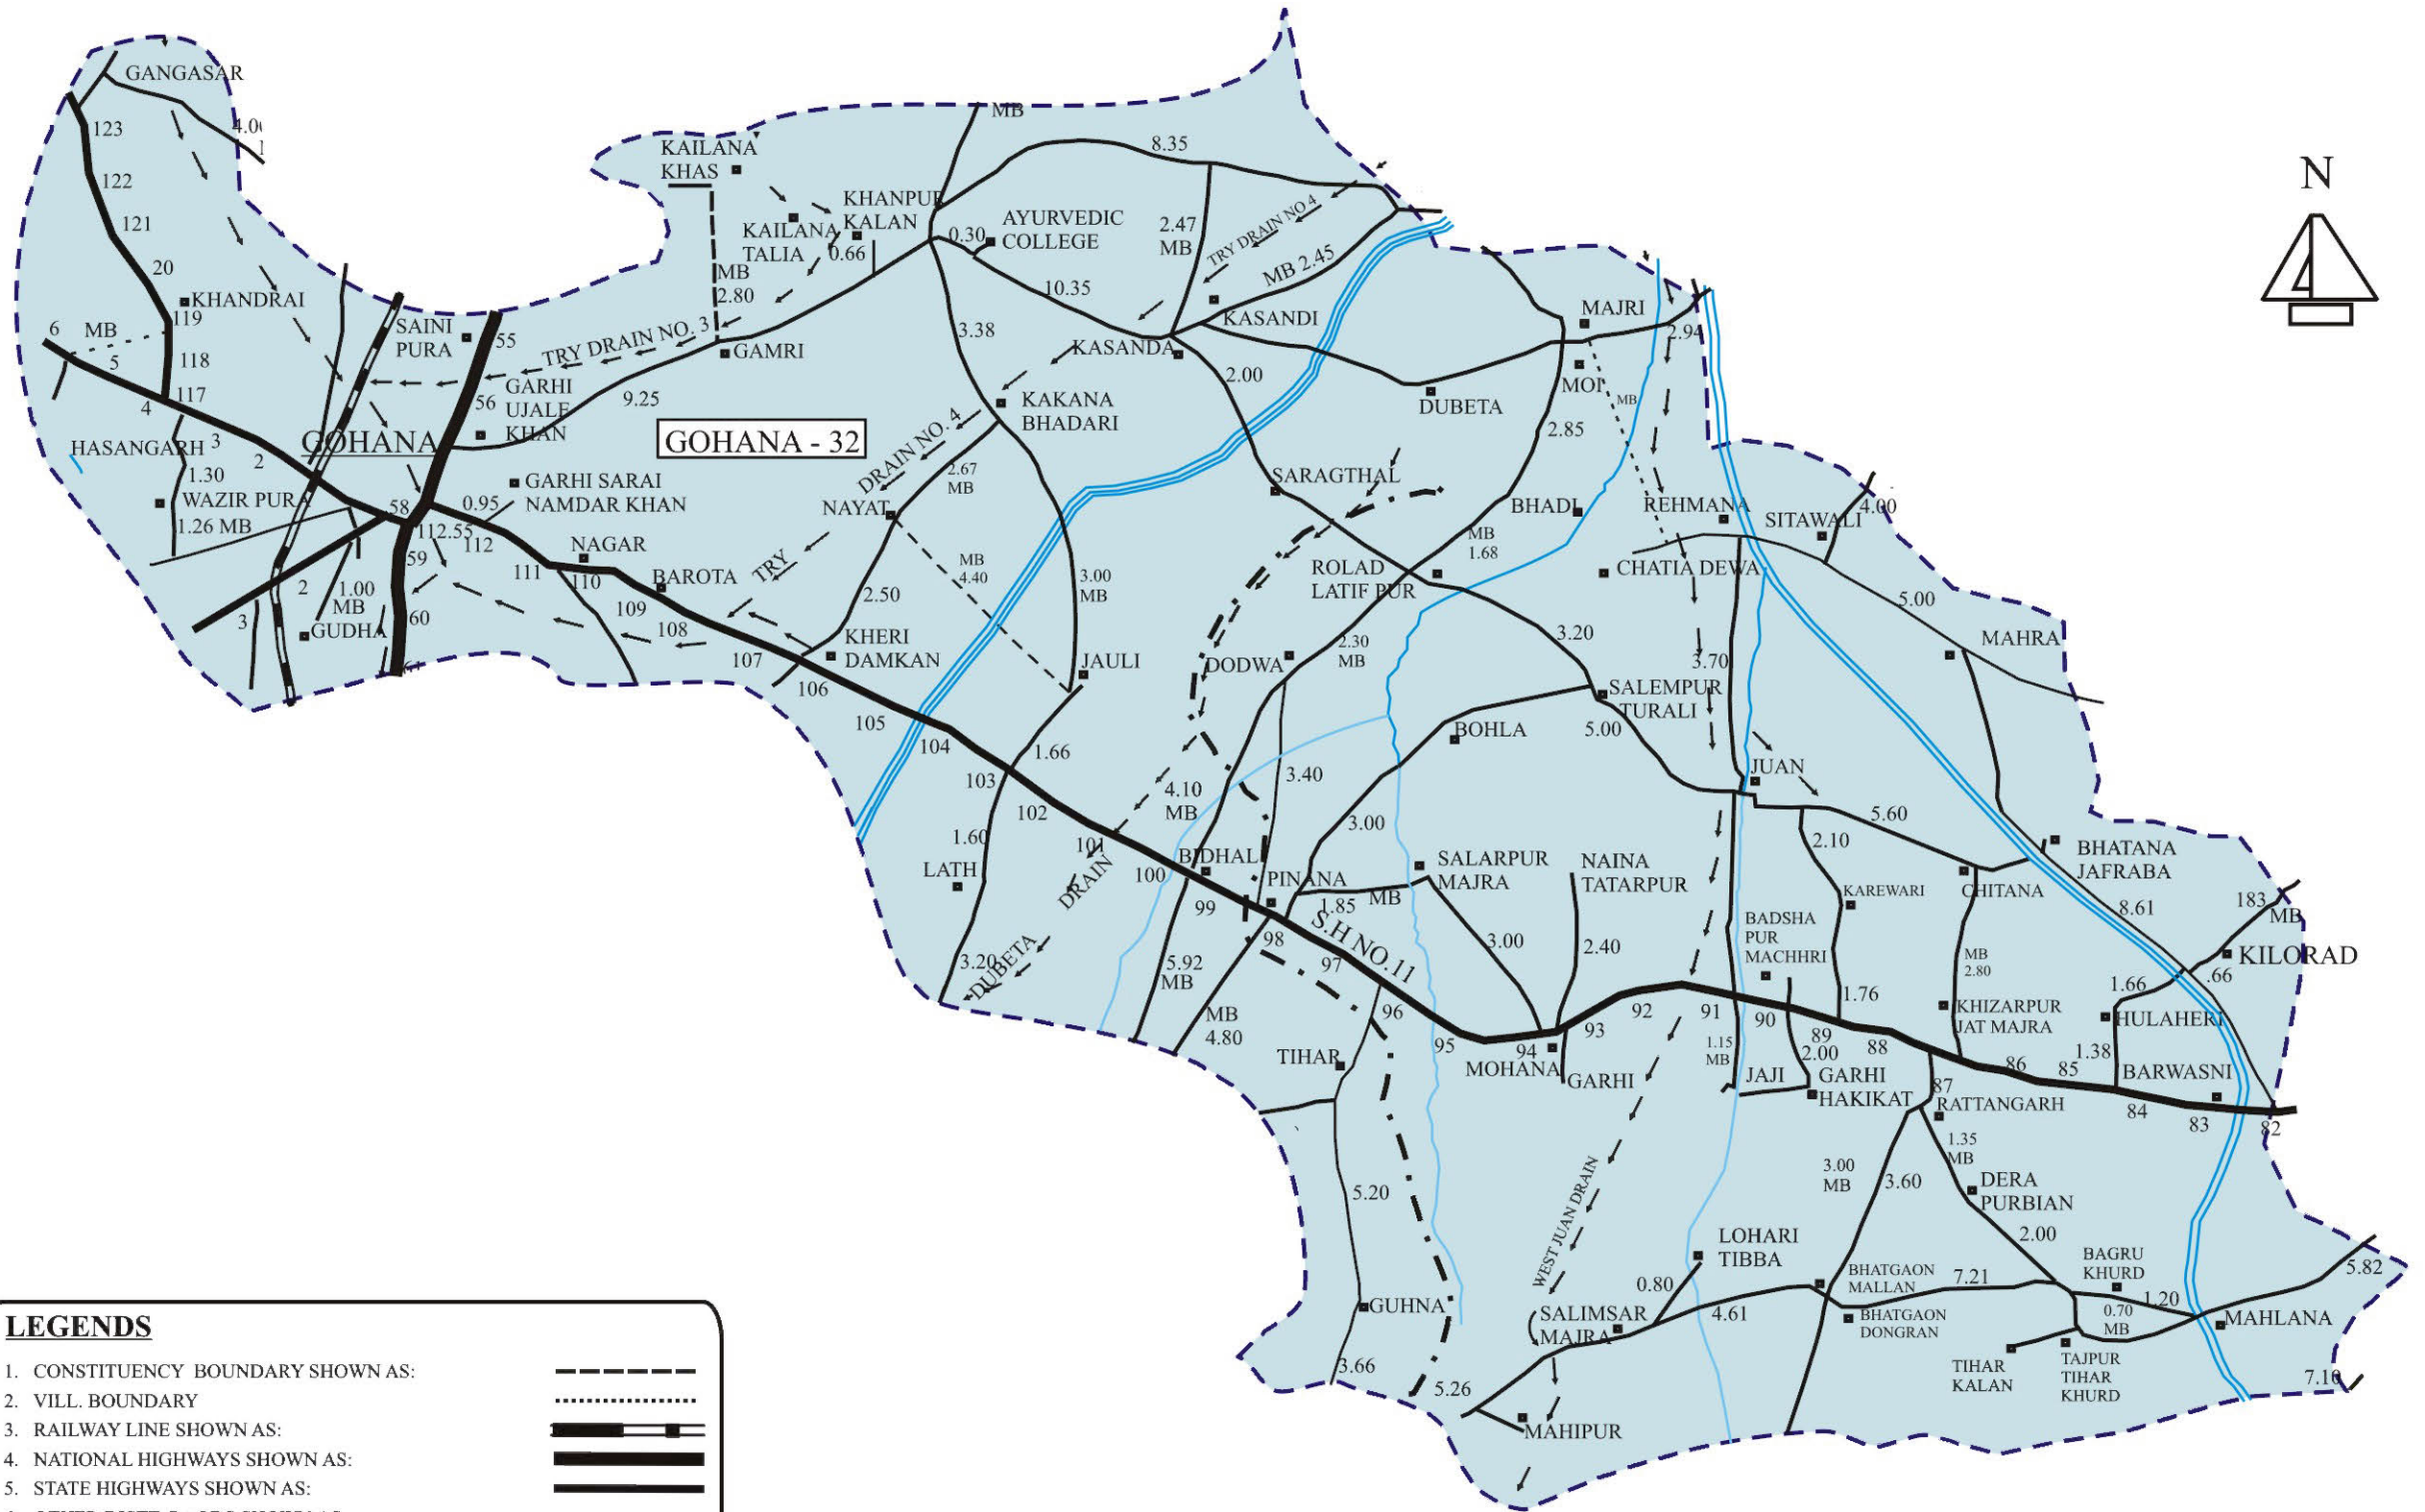 GANGASAR
123
122
121
20
KHANDRAI
119
118
117
6
MB
5
4
3
2
HASANGARH
1.30
WAZIR PURA
1.26 MB
GOHANA
SAINI
PURA
55
56
GARHI
UJALE
KHAN
TRY DRAIN NO. 3
9.25
GOHANA - 32
GARHI SARAI
NAMDAR KHAN
0.95
58
112.55
112
59
60
2
3
1.00
MB
GUDHA
111
NAGAR
110
BAROTA
109
108
107
106
105
104
103
102
101
100
99
98
97
96
95
94
93
92
91
90
89
88
87
86
85
84
83
82
KAILANA
KHAS
KAILANA
TALIA
KHANPUR
KALAN
0.66
MB
2.80
GAMRI
MB
8.35
0.30
AYURVEDIC
COLLEGE
10.35
2.47
MB
TRY DRAIN NO 4
MB 2.45
KASANDI
KASANDA
3.38
2.00
KAKANA
BHADARI
DRAIN NO. 4
TRY
2.67
MB
NAYAT
2.50
MB
4.40
3.00
MB
KHERI
DAMKAN
JAULI
1.66
1.60
LATH
3.20
DUBETA
DRAIN
MAJRI
2.94
MOI
MB
DUBETA
2.85
SARAGTHAL
BHADI
MB
1.68
ROLAD
LATIF PUR
2.30
MB
DODWA
3.20
REHMANA
SITAWALI
4.00
CHATIA DEWA
5.00
MAHRA
3.70
SALEMPUR
TURALI
BOHLA
5.00
3.40
4.10
MB
JUAN
3.00
5.60
2.10
BIDHAL
PINANA
1.85
MB
SALARPUR
MAJRA
NAINA
TATARPUR
S.H NO.11
3.00
2.40
5.92
MB
MB
4.80
BADSHA
PUR
MACHHRI
KAREWARI
CHITANA
BHATANA
JAFRABA
8.61
183
MB
KILORAD
.66
1.66
MB
2.80
1.76
KHIZARPUR
JAT MAJRA
HULAHERI
1.38
BARWASNI
TIHAR
MOHANA
GARHI
1.15
MB
2.00
JAJI
GARHI
HAKIKAT
RATTANGARH
1.35
MB
3.00
MB
3.60
DERA
PURBIAN
2.00
5.20
WEST JUAN DRAIN
LOHARI
TIBBA
0.80
BHATGAON
MALLAN
7.21
BAGRU
KHURD
5.82
GUHNA
SALIMSAR
MAJRA
4.61
BHATGAON
DONGRAN
1.20
0.70
MB
MAHLANA
3.66
5.26
MAHIPUR
TIHAR
KALAN
TAJPUR
TIHAR
KHURD
N
LEGENDS
1. CONSTITUENCY BOUNDARY SHOWN AS:
2. VILL. BOUNDARY
3. RAILWAY LINE SHOWN AS:
4. NATIONAL HIGHWAYS SHOWN AS:
5. STATE HIGHWAYS SHOWN AS: